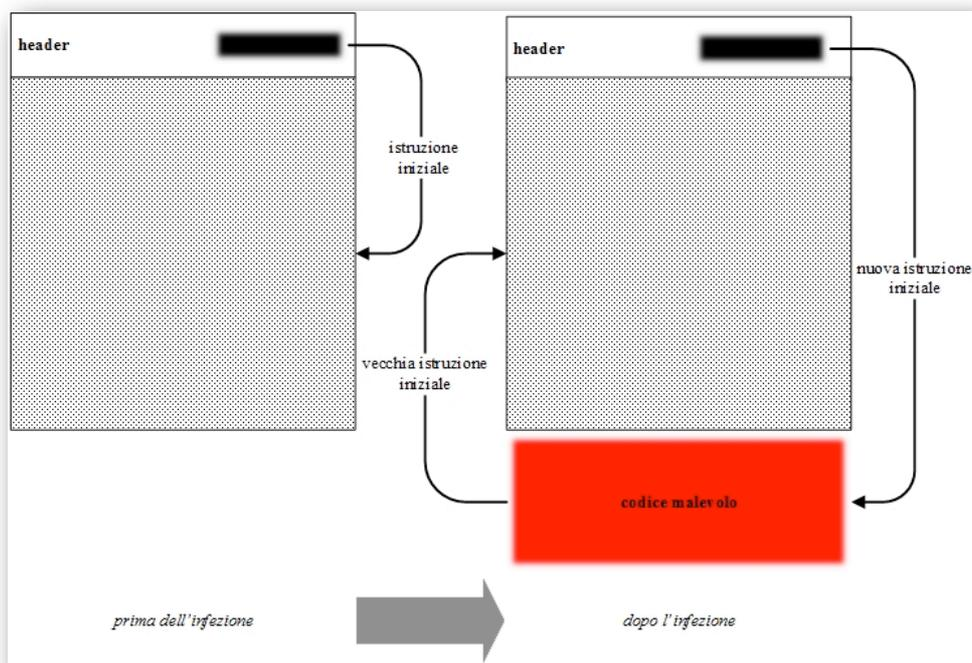 header
header
istruzione
iniziale
nuova istruzione
iniziale
vecchia istruzione
iniziale
codice malevolo
prima dell'infezione
dopo l'infezione